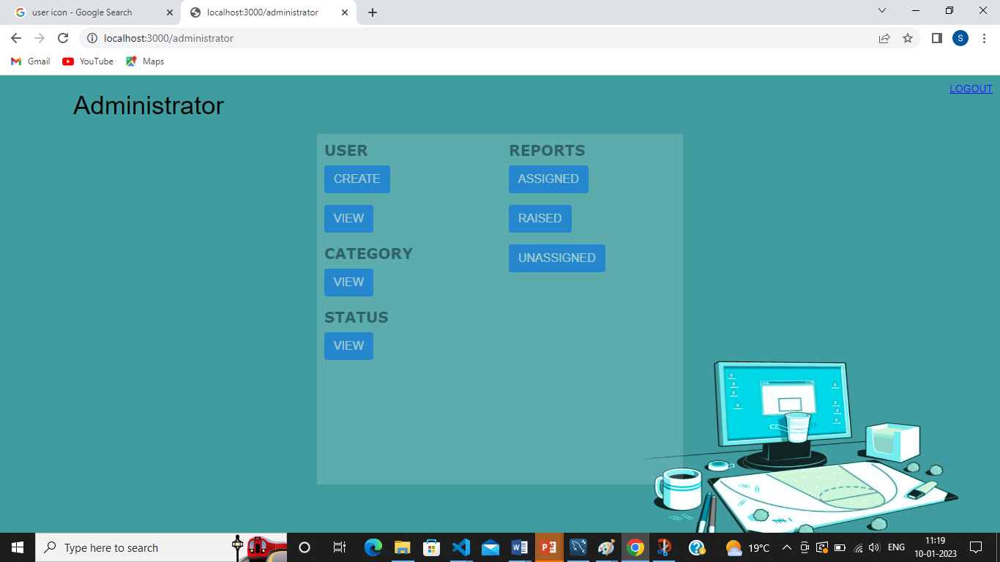 user icon - Google Search
localhost:3000/administrator
localhost:3000/administrator
S
Gmail
YouTube
Maps
LOGOUT
Administrator
USER
CREATE
VIEW
CATEGORY
VIEW
STATUS
VIEW
REPORTS
ASSIGNED
RAISED
UNASSIGNED
Type here to search
19°C
ENG
11:19
10-01-2023